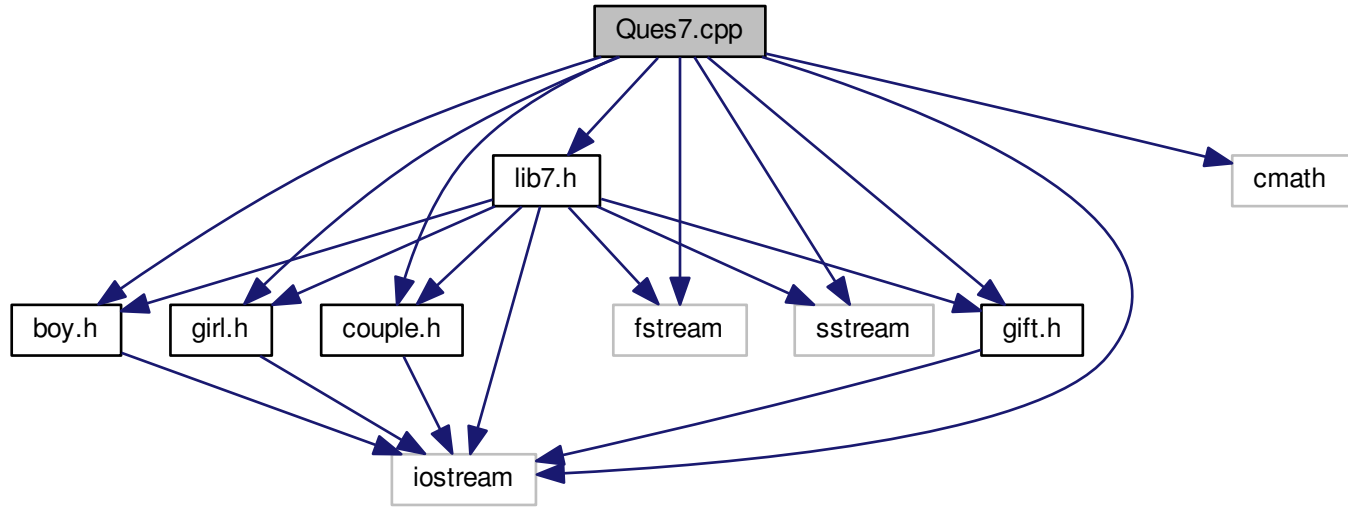 Ques7.cpp
lib7.h
cmath
boy.h
girl.h
couple.h
fstream
sstream
gift.h
iostream